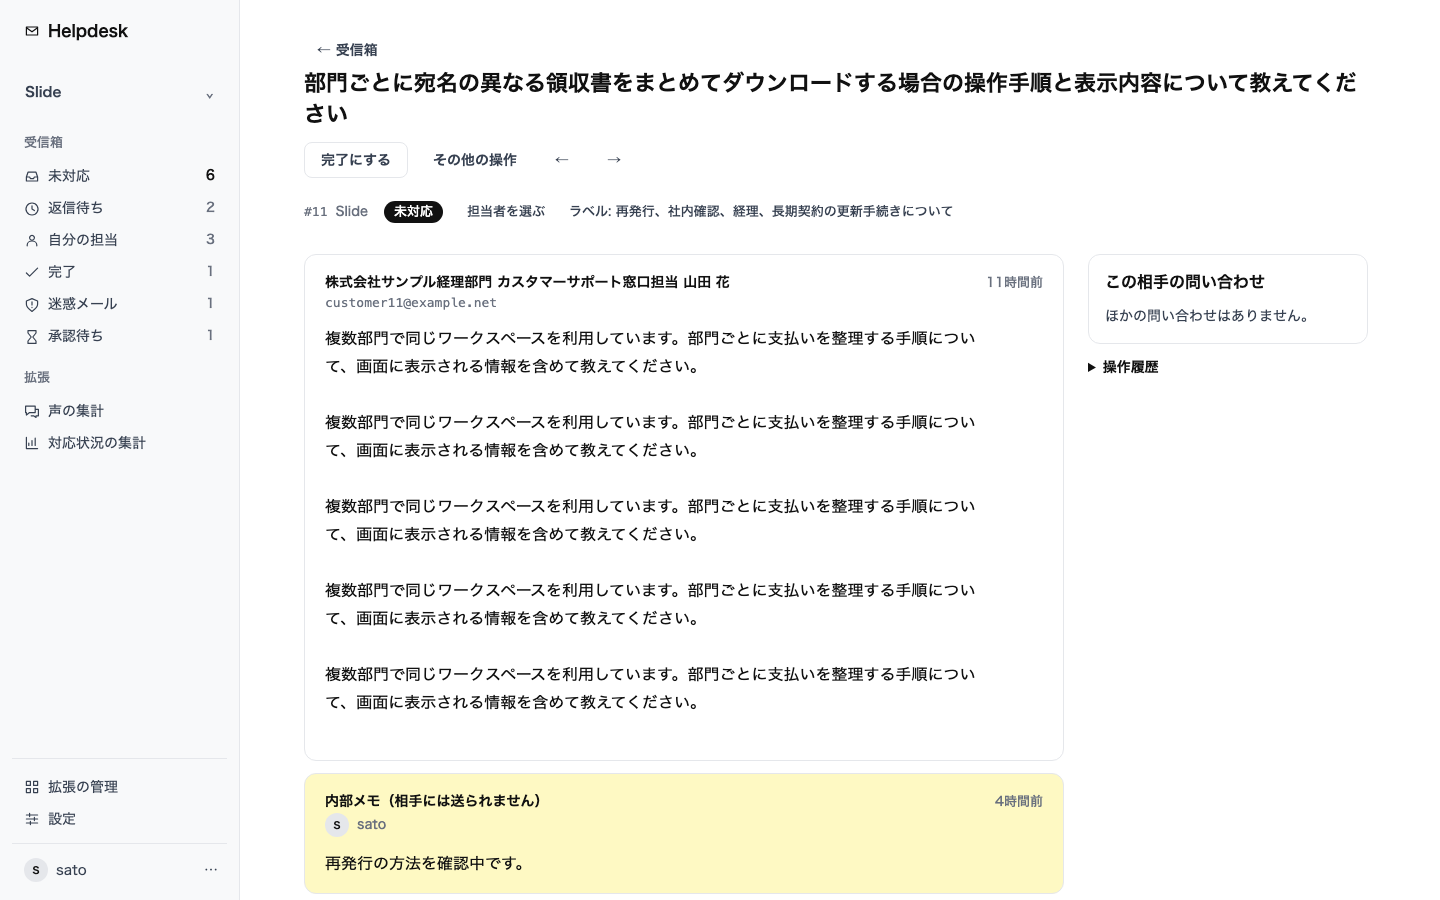 Helpdesk
Slide
受信箱
未対応 6
返信待ち 2
自分の担当 3
完了 1
迷惑メール 1
承認待ち 1
拡張
声の集計
対応状況の集計
拡張の管理
設定
S sato ...
← 受信箱
部門ごとに宛名の異なる領収書をまとめてダウンロードする場合の操作手順と表示内容について教えてくだ
さい
完了にする その他の操作 ← →
#11 Slide 未対応 担当者を選ぶ ラベル: 再発行、社内確認、経理、長期契約の更新手続きについて
株式会社サンプル経理部門 カスタマーサポート窓口担当 山田 花 11時間前
customer11@example.net
複数部門で同じワークスペースを利用しています。部門ごとに支払いを整理する手順につい
て、画面に表示される情報を含めて教えてください。
複数部門で同じワークスペースを利用しています。部門ごとに支払いを整理する手順につい
て、画面に表示される情報を含めて教えてください。
複数部門で同じワークスペースを利用しています。部門ごとに支払いを整理する手順につい
て、画面に表示される情報を含めて教えてください。
複数部門で同じワークスペースを利用しています。部門ごとに支払いを整理する手順につい
て、画面に表示される情報を含めて教えてください。
複数部門で同じワークスペースを利用しています。部門ごとに支払いを整理する手順につい
て、画面に表示される情報を含めて教えてください。
内部メモ（相手には送られません） 4時間前
S sato
再発行の方法を確認中です。
この相手の問い合わせ
ほかの問い合わせはありません。
▶ 操作履歴